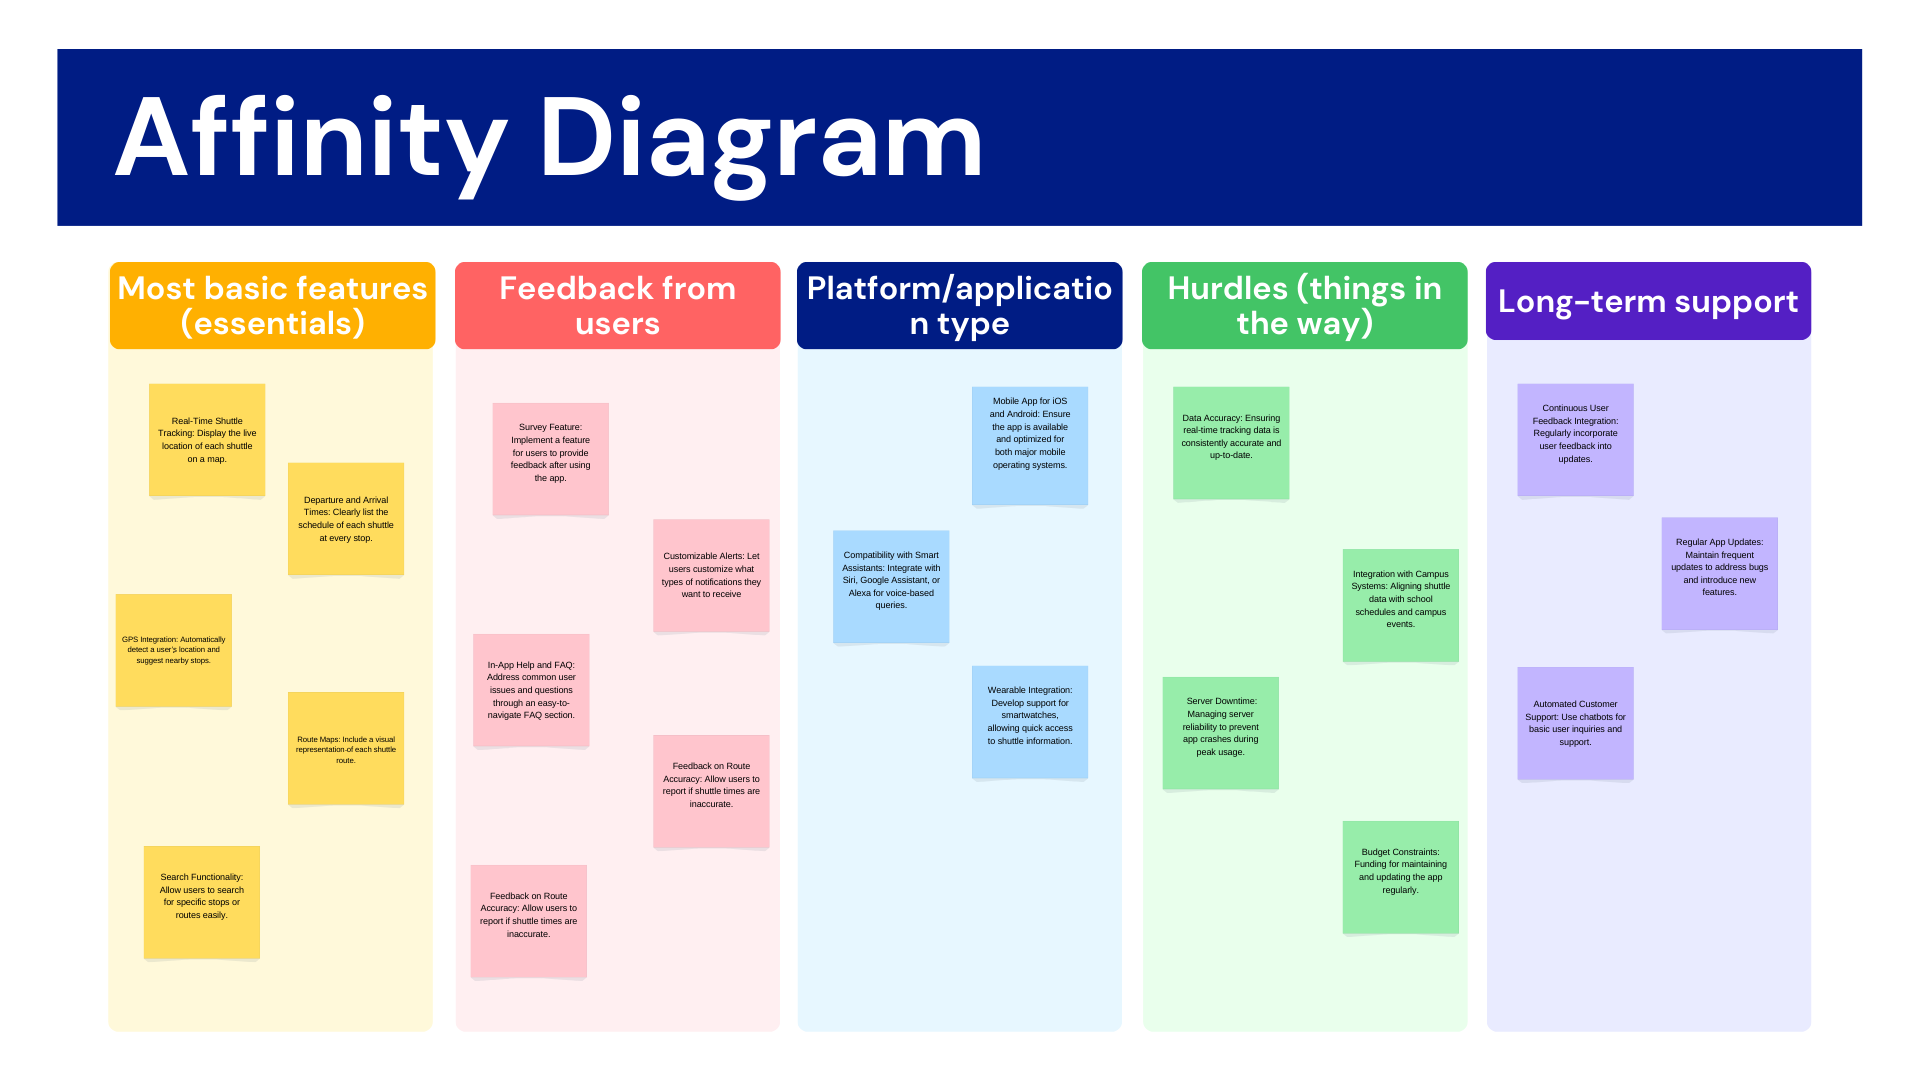 Affinity Diagram
Most basic features
(essentials)
Real-Time Shuttle
Tracking: Display the live
location of each shuttle
on a map.
Departure and Arrival
Times: Clearly list the
schedule of each shuttle
at every stop.
GPS Integration: Automatically
detect a user's location and
suggest nearby stops.
Route Maps: Include a visual
representation-of each shuttle
route.
Search Functionality:
Allow users to search
for specific stops or
routes easily.
Feedback from
users
Survey Feature:
Implement a feature
for users to provide
feedback after using
the app.
Customizable Alerts: Let
users customize what
types of notifications they
want to receive
In-App Help and FAQ:
Address common user
issues and questions
through an easy-to-
navigate FAQ section.
Feedback on Route
Accuracy: Allow users to
report if shuttle times are
inaccurate.
Feedback on Route
Accuracy: Allow users to
report if shuttle times are
inaccurate.
Platform/applicatio
n type
Mobile App for iOS
and Android: Ensure
the app is available
and optimized for
both major mobile
operating systems.
Compatibility with Smart
Assistants: Integrate with
Siri, Google Assistant, or
Alexa for voice-based
queries.
Wearable Integration:
Develop support for
smartwatches,
allowing quick access
to shuttle information.
Hurdles (things in
the way)
Data Accuracy: Ensuring
real-time tracking data is
consistently accurate and
up-to-date.
Integration with Campus
Systems: Aligning shuttle
data with school
schedules and campus
events.
Server Downtime:
Managing server
reliability to prevent
app crashes during
peak usage.
Budget Constraints:
Funding for maintaining
and updating the app
regularly.
Long-term support
Continuous User
Feedback Integration:
Regularly incorporate
user feedback into
updates.
Regular App Updates:
Maintain frequent
updates to address bugs
and introduce new
features.
Automated Customer
Support: Use chatbots for
basic user inquiries and
support.